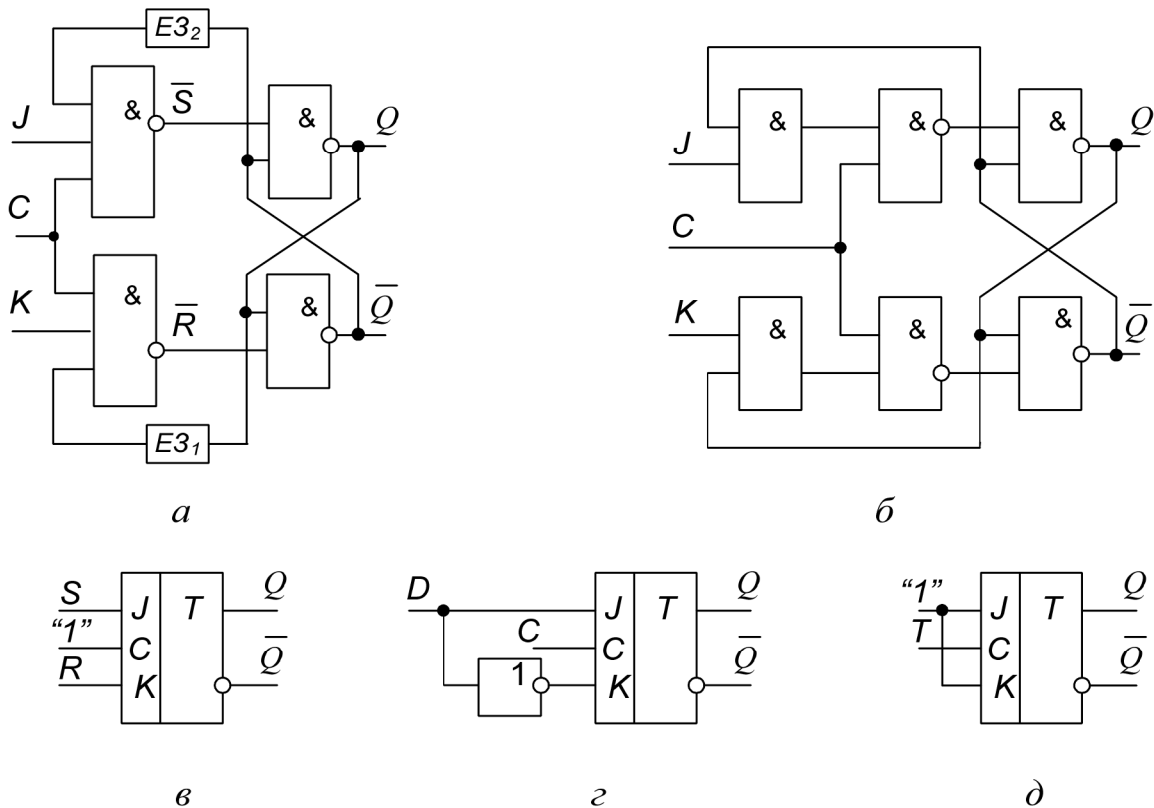 ЕЗ2
& S̅ & Q
J
C
K & R̅ & Q̅
ЕЗ1
а
& & & Q
J
C
K & & & Q̅
б
S J T Q
“1” C
R K Q̅
в
D J T Q
C C
1 K Q̅
г
“1” J T Q
T C
K Q̅
д